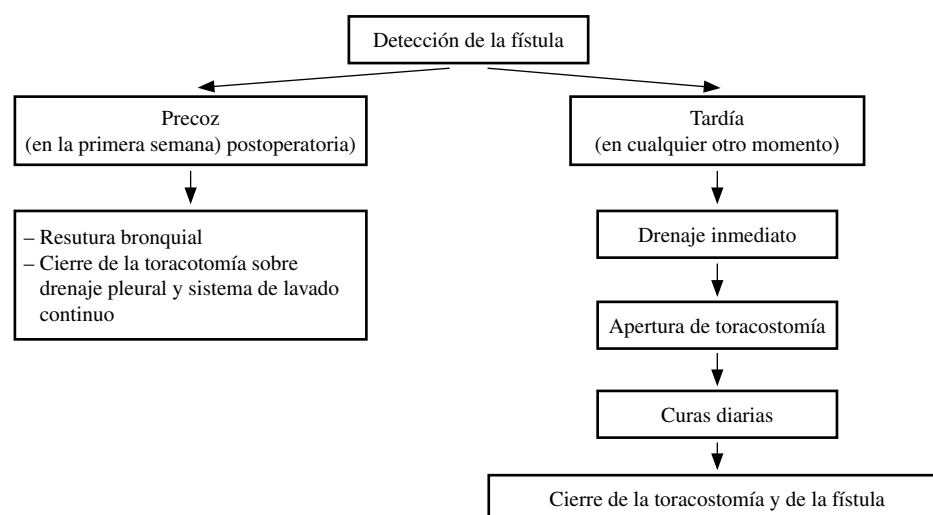 Detección de la fístula
Precoz
(en la primera semana) postoperatoria)
Tardía
(en cualquier otro momento)
– Resutura bronquial
– Cierre de la toracotomía sobre
drenaje pleural y sistema de lavado
continuo
Drenaje inmediato
Apertura de toracostomía
Curas diarias
Cierre de la toracostomía y de la fístula